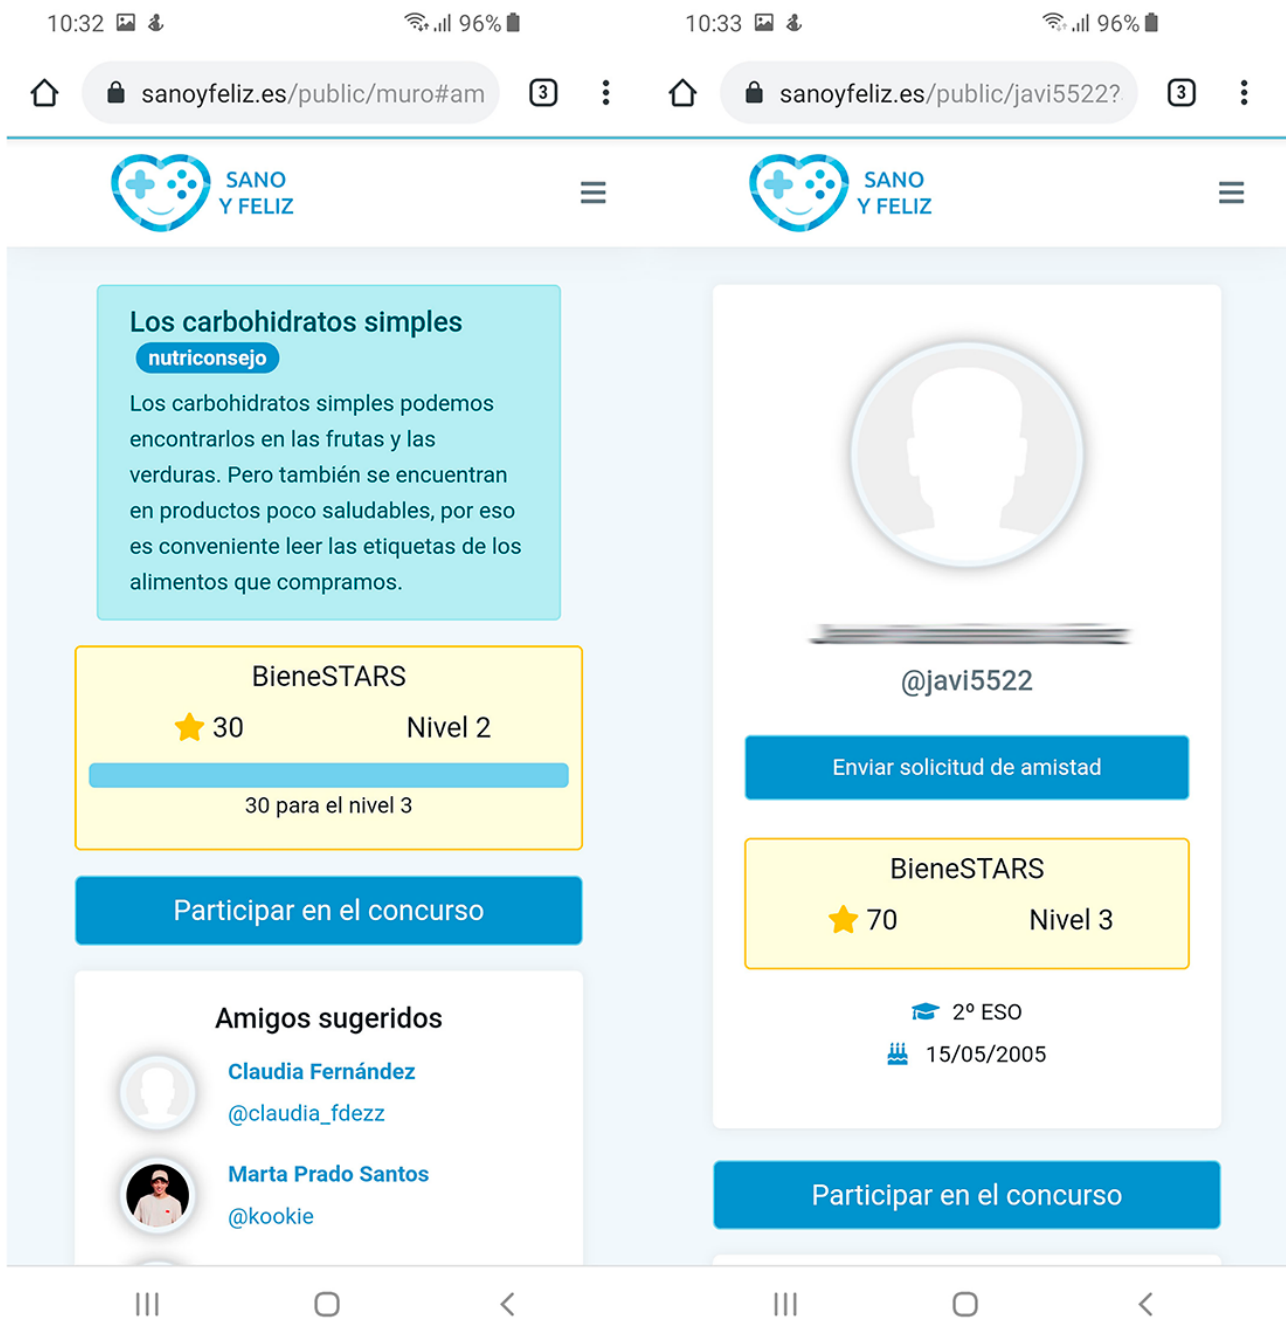 10:32
96%
sanoyfeliz.es/public/muro#am
3
SANO
Y FELIZ
Los carbohidratos simples
nutriconsejo
Los carbohidratos simples podemos
encontrarlos en las frutas y las
verduras. Pero también se encuentran
en productos poco saludables, por eso
es conveniente leer las etiquetas de los
alimentos que compramos.
BieneSTARS
30 Nivel 2
30 para el nivel 3
Participar en el concurso
Amigos sugeridos
Claudia Fernández
@claudia_fdezz
Marta Prado Santos
@kookie
10:33
96%
sanoyfeliz.es/public/javi5522?
3
SANO
Y FELIZ
@javi5522
Enviar solicitud de amistad
BieneSTARS
70 Nivel 3
2º ESO
15/05/2005
Participar en el concurso